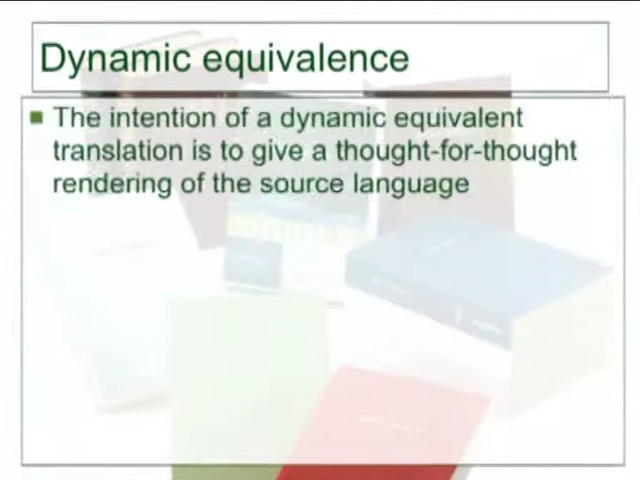 Dynamic equivalence
The intention of a dynamic equivalent
translation is to give a thought-for-thought
rendering of the source language